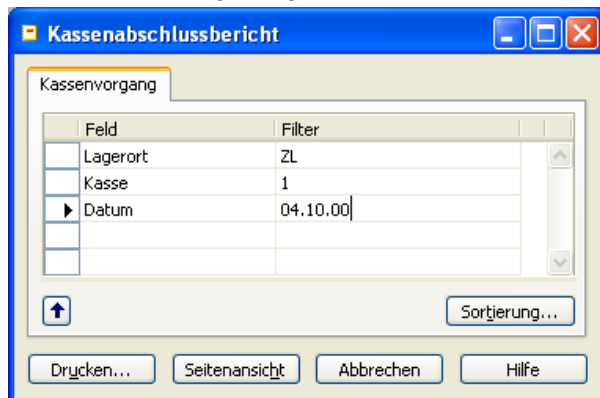 Kassenabschlussbericht
Kassenvorgang
Feld Filter
Lagerort ZL
Kasse 1
Datum 04.10.00
Sortierung...
Drucken... Seitenansicht Abbrechen Hilfe